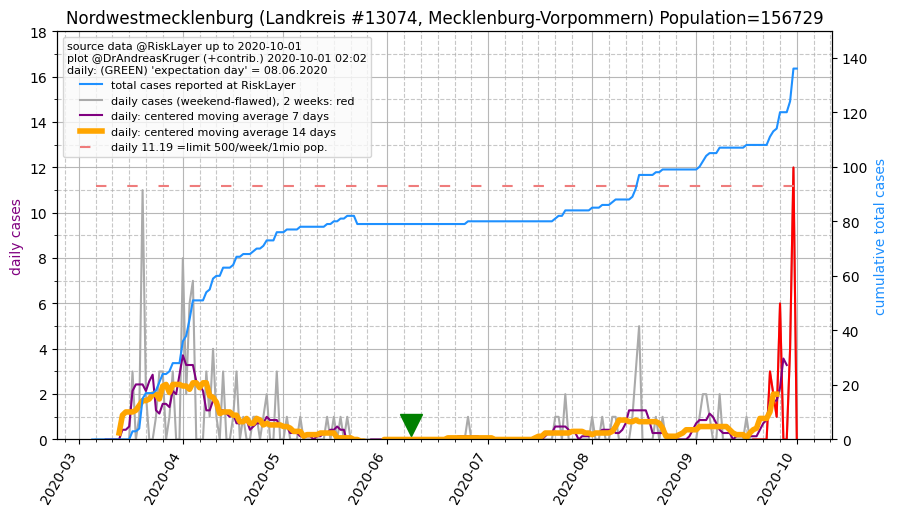 Nordwestmecklenburg (Landkreis #13074, Mecklenburg-Vorpommern) Population=156729
source data @RiskLayer up to 2020-10-01
plot @DrAndreasKruger (+contrib.) 2020-10-01 02:02
daily: (GREEN) 'expectation day' = 08.06.2020
total cases reported at RiskLayer
daily cases (weekend-flawed), 2 weeks: red
daily: centered moving average 7 days
daily: centered moving average 14 days
daily 11.19 =limit 500/week/1mio pop.
daily cases
18
16
14
12
10
8
6
4
2
0
cumulative total cases
140
120
100
80
60
40
20
0
2020-03
2020-04
2020-05
2020-06
2020-07
2020-08
2020-09
2020-10